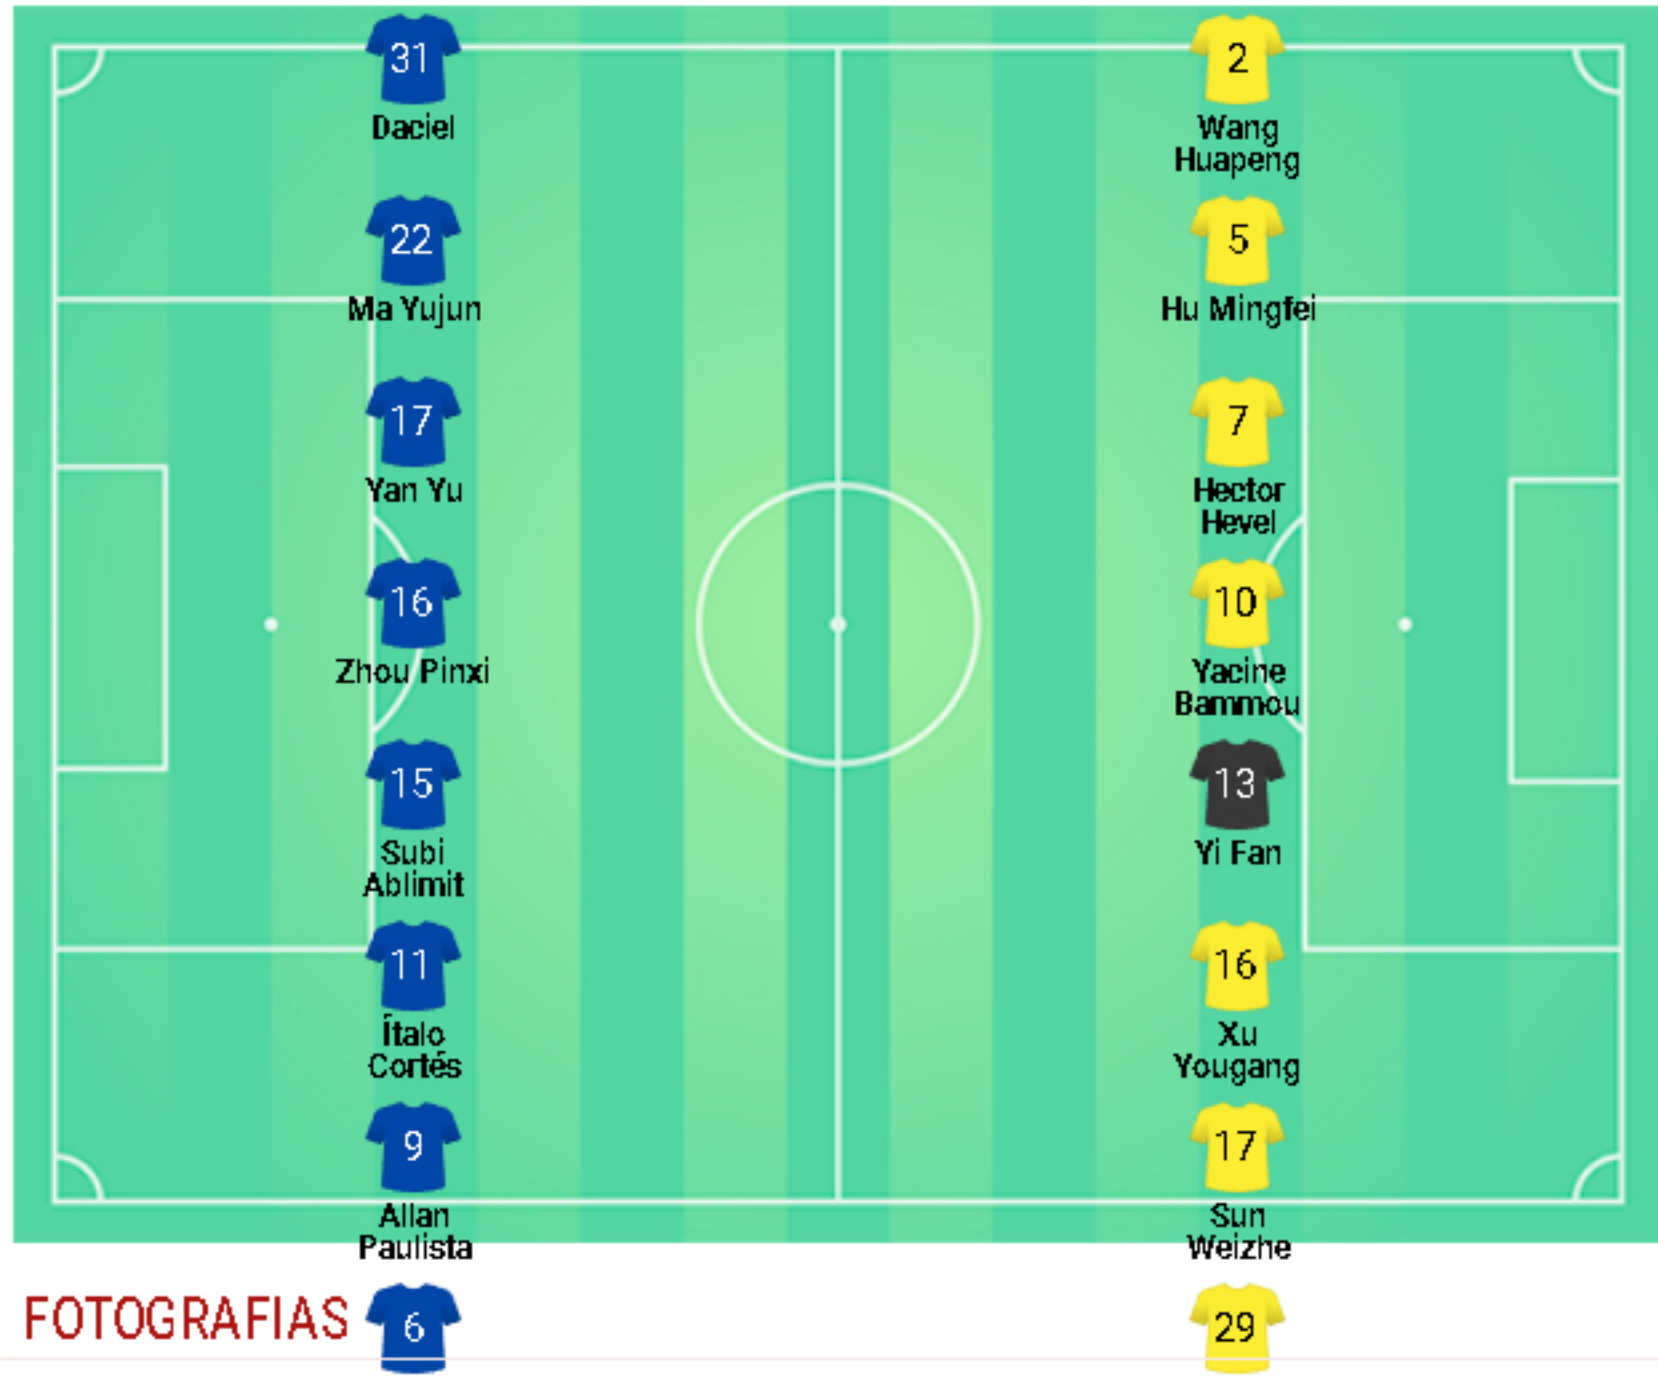 31
Daciel
22
Ma Yujun
17
Yan Yu
16
Zhou Pinxi
15
Subi
Ablimit
11
Ítalo
Cortés
9
Allan
Paulista
6
2
Wang
Huapeng
5
Hu Mingfei
7
Hector
Hevel
10
Yacine
Bammou
13
Yi Fan
16
Xu
Yougang
17
Sun
Weizhe
29
FOTOGRAFIAS